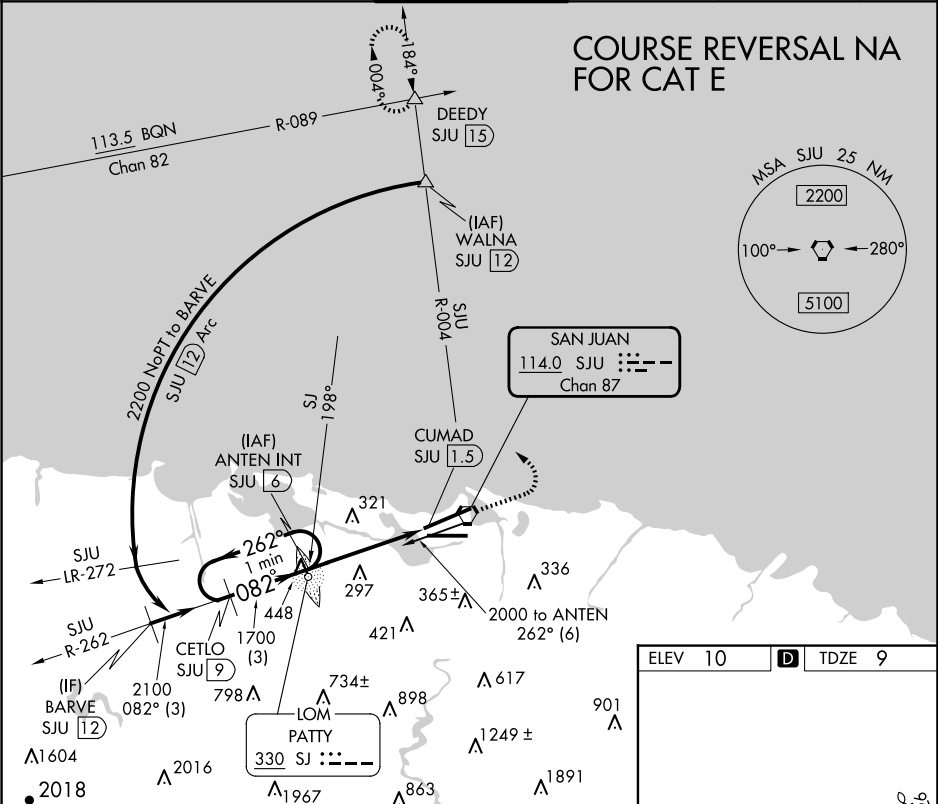 COURSE REVERSAL NA
FOR CAT E
184°
004°
DEEDY
SJU 15
113.5 BQN
Chan 82
R-089
MSA SJU 25 NM
2200
100°
280°
5100
(IAF)
WALNA
SJU 12
2200 NoPT to BARVE
SJU 12 Arc
SJU
R-004
SAN JUAN
114.0 SJU
Chan 87
SJ
198°
(IAF)
ANTEN INT
SJU 6
CUMAD
SJU 1.5
321
SJU
LR-272
262°
1 min
082°
297
336
365±
448
2000 to ANTEN
262° (6)
SJU
R-262
1700
(3)
421
CETLO
SJU 9
ELEV 10
D
TDZE 9
(IF)
BARVE
SJU 12
2100
082° (3)
798
734±
898
617
901
LOM
PATTY
330 SJ
1249 ±
1604
2016
1967
863
1891
2018